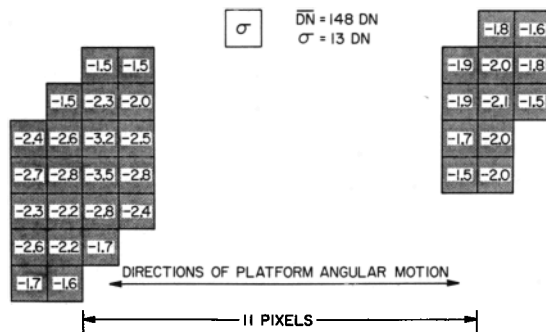 σ
DN = 148 DN
σ = 13 DN
-1.8 -1.6
-1.5 -1.5
-1.9 -2.0 -1.8
-1.5 -2.3 -2.0
-1.9 -2.1 -1.5
-2.4 -2.6 -3.2 -2.5
-1.7 -2.0
-2.7 -2.8 -3.5 -2.8
-1.5 -2.0
-2.3 -2.2 -2.8 -2.4
-2.6 -2.2 -1.7
DIRECTIONS OF PLATFORM ANGULAR MOTION
-1.7 -1.6
11 PIXELS